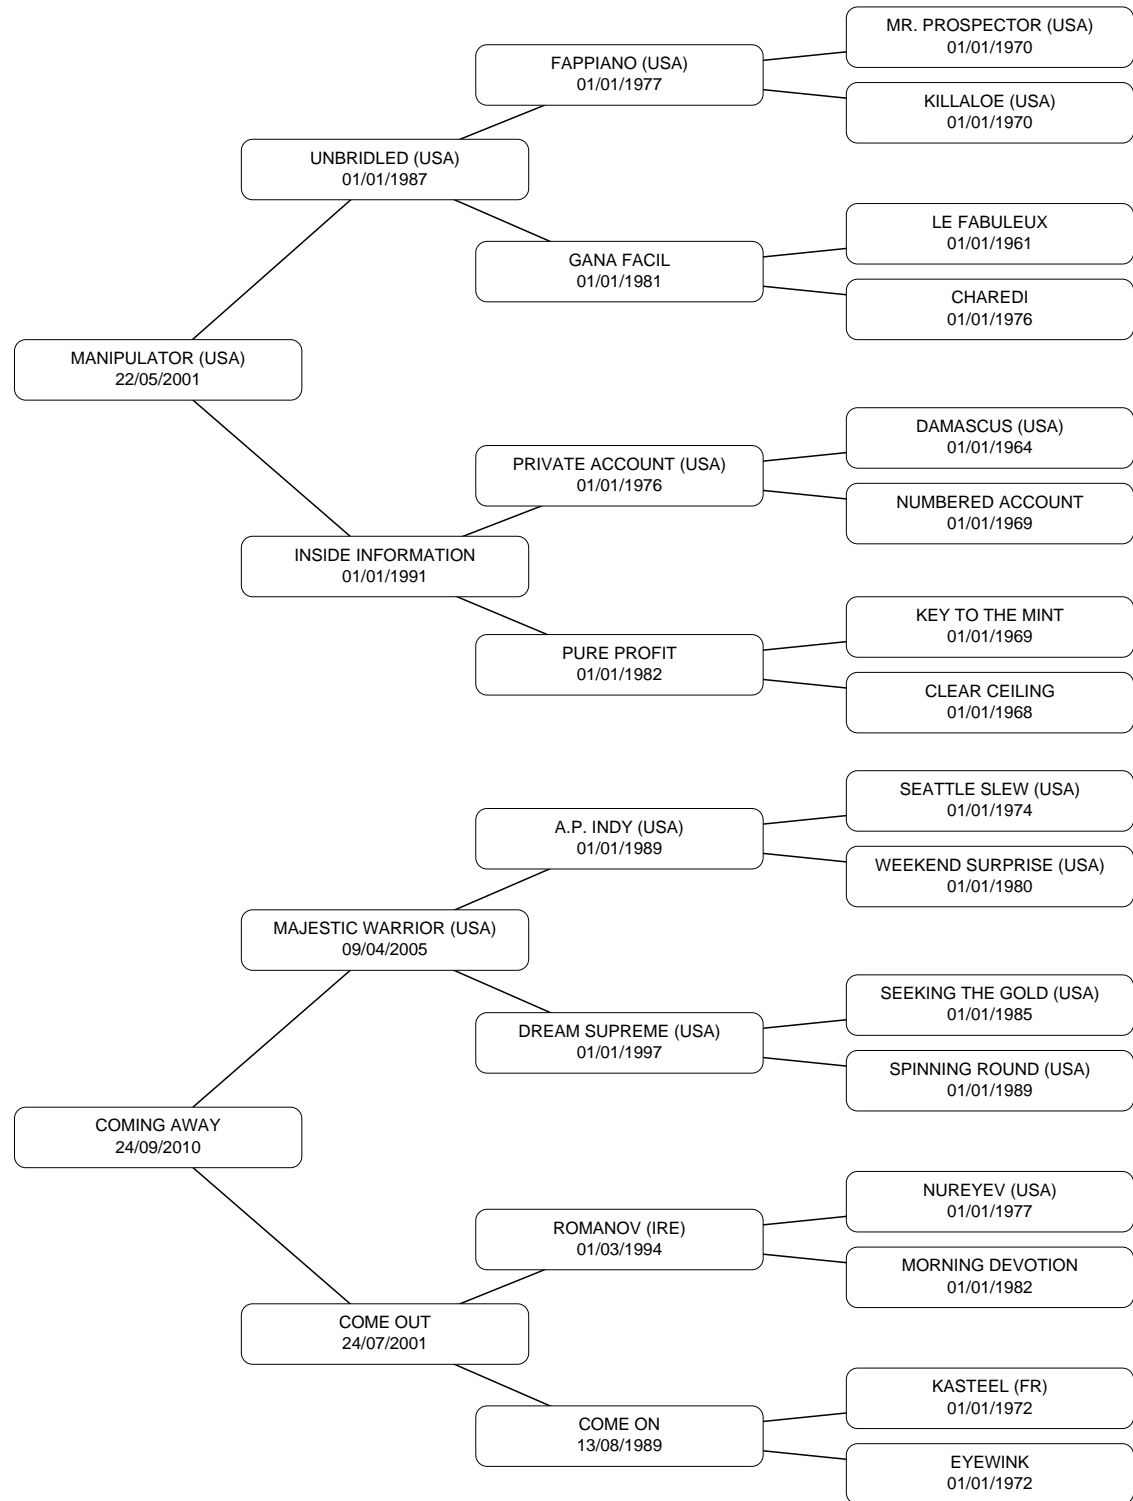 MR. PROSPECTOR (USA)
01/01/1970
FAPPIANO (USA)
01/01/1977
KILLALOE (USA)
01/01/1970
UNBRIDLED (USA)
01/01/1987
LE FABULEUX
01/01/1961
GANA FACIL
01/01/1981
CHAREDI
01/01/1976
MANIPULATOR (USA)
22/05/2001
DAMASCUS (USA)
01/01/1964
PRIVATE ACCOUNT (USA)
01/01/1976
NUMBERED ACCOUNT
01/01/1969
INSIDE INFORMATION
01/01/1991
KEY TO THE MINT
01/01/1969
PURE PROFIT
01/01/1982
CLEAR CEILING
01/01/1968
SEATTLE SLEW (USA)
01/01/1974
A.P. INDY (USA)
01/01/1989
WEEKEND SURPRISE (USA)
01/01/1980
MAJESTIC WARRIOR (USA)
09/04/2005
SEEKING THE GOLD (USA)
01/01/1985
DREAM SUPREME (USA)
01/01/1997
SPINNING ROUND (USA)
01/01/1989
COMING AWAY
24/09/2010
NUREYEV (USA)
01/01/1977
ROMANOV (IRE)
01/03/1994
MORNING DEVOTION
01/01/1982
COME OUT
24/07/2001
KASTEEL (FR)
01/01/1972
COME ON
13/08/1989
EYEWINK
01/01/1972